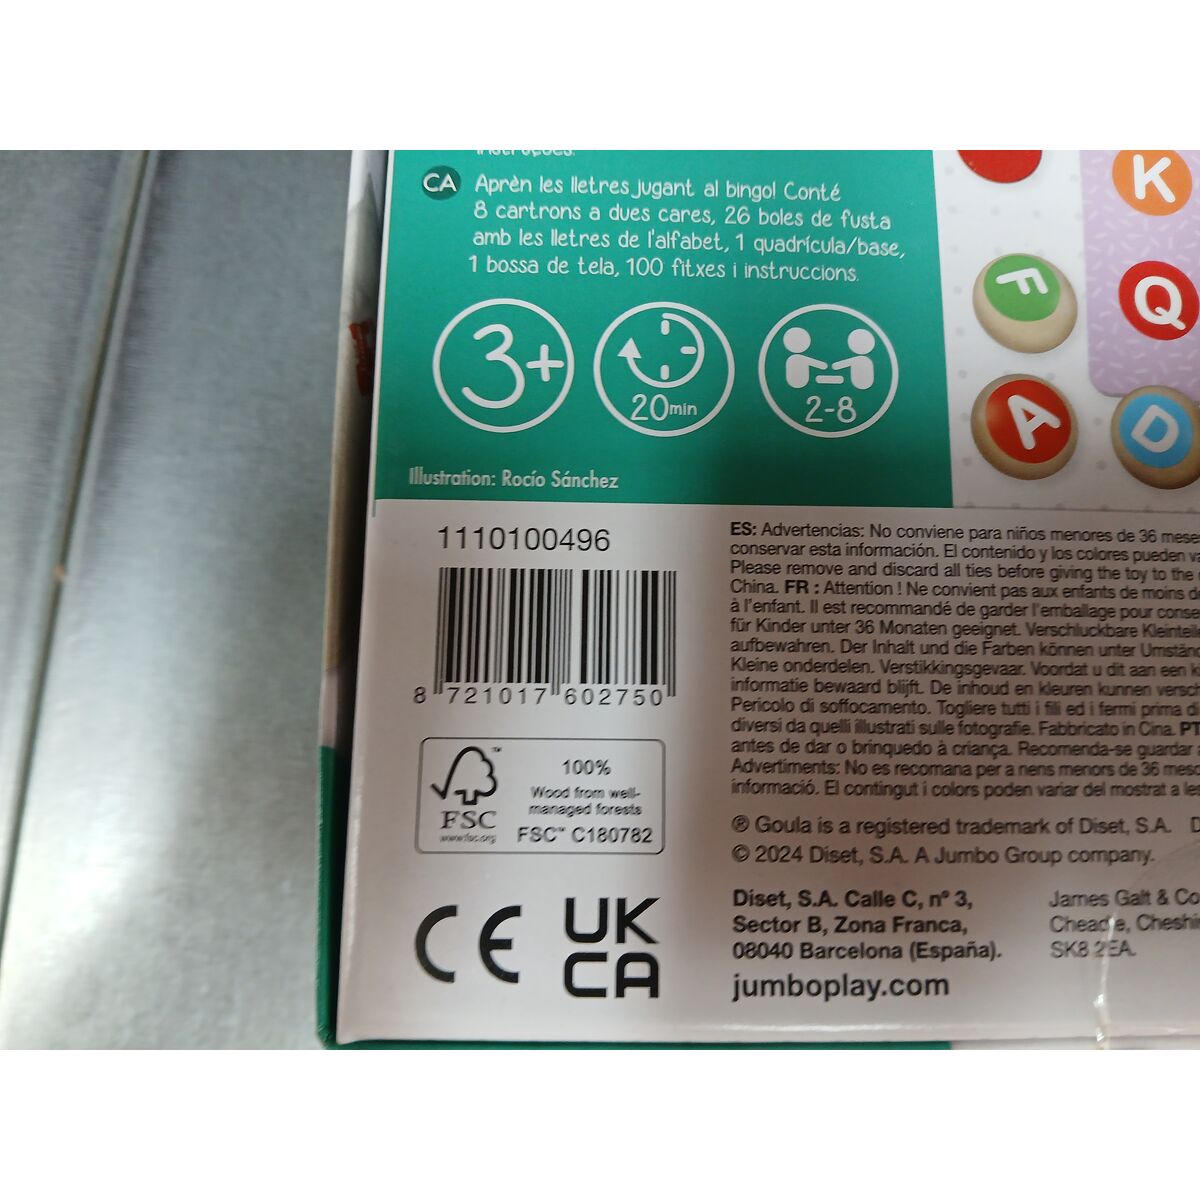 CA Aprèn les lletres jugant al bingo! Conté
8 cartrons a dues cares, 26 boles de fusta
amb les lletres de l'alfabet, 1 quadrícula/base,
1 bossa de tela, 100 fitxes i instruccions.
K
F
Q
A
D
3+
20min
2-8
Illustration: Rocío Sánchez
1110100496
8 721017 602750
FSC™
www.fsc.org
100%
Wood from well-
managed forests
FSC™ C180782
CE
UK
CA
ES: Advertencias: No conviene para niños menores de 36 meses
conservar esta información. El contenido y los colores pueden
Please remove and discard all ties before giving the toy to the
China. FR : Attention ! Ne convient pas aux enfants de moins
à l'enfant. Il est recommandé de garder l'emballage pour
für Kinder unter 36 Monaten geeignet. Verschluckbare
aufbewahren. Der Inhalt und die Farben können unter
Kleine onderdelen. Verstikkingsgevaar. Voordat u dit aan een
informatie bewaard blijft. De inhoud en kleuren kunnen
Pericolo di soffocamento. Togliere tutti i fili ed i fermi prima di
diversi da quelli illustrati sulle fotografie. Fabbricato in Cina. PT
antes de dar o brinquedo à criança. Recomenda-se guardar
Advertiments: No es recomana per a nens menors de 36
informació. El contingut i colors poden variar del mostrat a
® Goula is a registered trademark of Diset, S.A. D
© 2024 Diset, S.A. A Jumbo Group company.
Diset, S.A. Calle C, nº 3,
Sector B, Zona Franca,
08040 Barcelona (España).
jumboplay.com
James Galt & Co
Cheadle,
SK8 2EA.